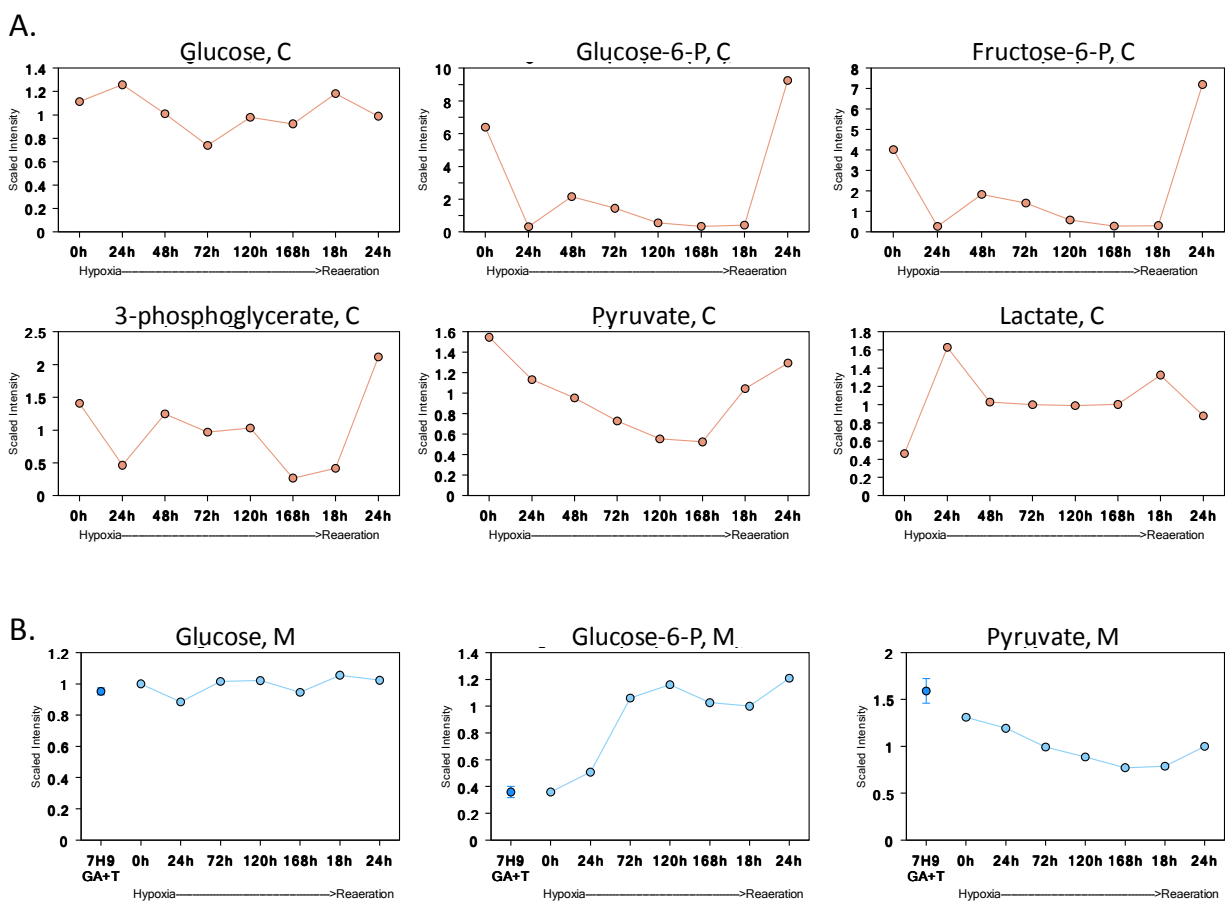 A.
Glucose, C
Glucose-6-P, C
Fructose-6-P, C
Scaled Intensity
1.4
1.2
1
0.8
0.6
0.4
0.2
0
0h 24h 48h 72h 120h 168h 18h 24h
Hypoxia------>Reaeration
Scaled Intensity
10
8
6
4
2
0
0h 24h 48h 72h 120h 168h 18h 24h
Hypoxia------>Reaeration
Scaled Intensity
8
7
6
5
4
3
2
1
0
0h 24h 48h 72h 120h 168h 18h 24h
Hypoxia------>Reaeration
3-phosphoglycerate, C
Pyruvate, C
Lactate, C
Scaled Intensity
2.5
2
1.5
1
0.5
0
0h 24h 48h 72h 120h 168h 18h 24h
Hypoxia------>Reaeration
Scaled Intensity
1.6
1.4
1.2
1
0.8
0.6
0.4
0.2
0
0h 24h 48h 72h 120h 168h 18h 24h
Hypoxia------>Reaeration
Scaled Intensity
1.8
1.6
1.4
1.2
1
0.8
0.6
0.4
0.2
0
0h 24h 48h 72h 120h 168h 18h 24h
Hypoxia------>Reaeration
B.
Glucose, M
Glucose-6-P, M
Pyruvate, M
Scaled Intensity
1.2
1
0.8
0.6
0.4
0.2
0
7H9 0h 24h 72h 120h 168h 18h 24h
GA+T
Hypoxia------>Reaeration
Scaled Intensity
1.4
1.2
1
0.8
0.6
0.4
0.2
0
7H9 0h 24h 72h 120h 168h 18h 24h
GA+T
Hypoxia------>Reaeration
Scaled Intensity
2
1.5
1
0.5
0
7H9 0h 24h 72h 120h 168h 18h 24h
GA+T
Hypoxia------>Reaeration